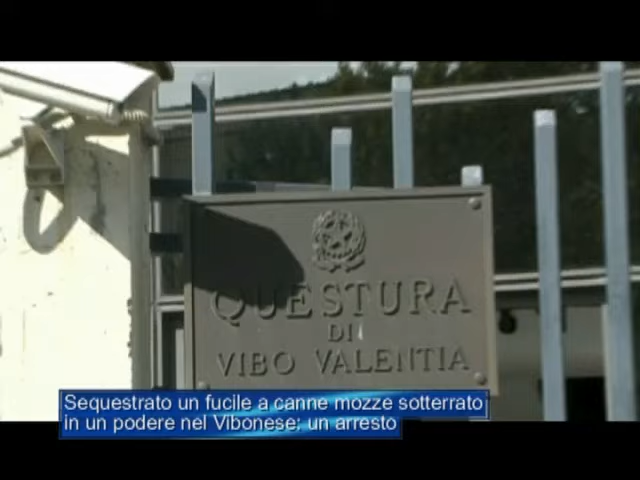 QUESTURA
DI
VIBO VALENTIA
Sequestrato un fucile a canne mozze sotterrato
in un podere nel Vibonese: un arresto